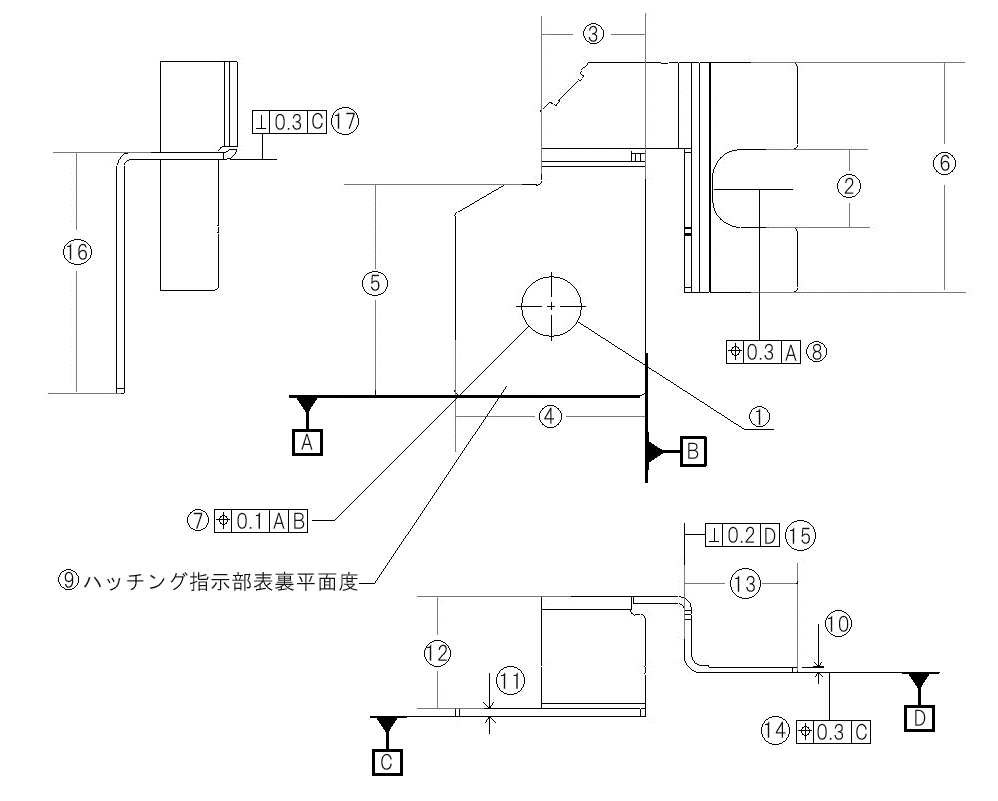 ③
⊥ 0.3 C ⑰
⑥
②
⑯
⑤
⌖ 0.3 A ⑧
④
①
A
B
⑦ ⌖ 0.1 A B
⊥ 0.2 D ⑮
⑨ ハッチング指示部表裏平面度
⑬
⑩
⑫
⑪
D
⑭ ⌖ 0.3 C
C